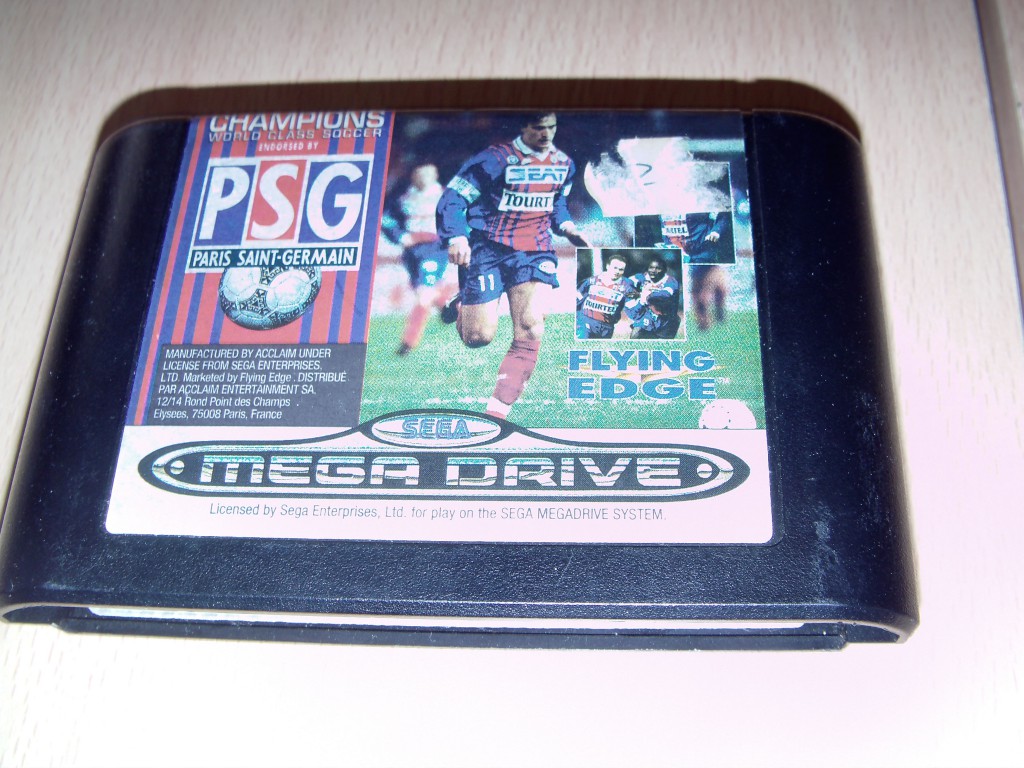 CHAMPIONS
WORLD CLASS SOCCER
ENDORSED BY
PSG
PARIS SAINT-GERMAIN
MANUFACTURED BY ACCLAIM UNDER
LICENSE FROM SEGA ENTERPRISES,
LTD. Marketed by Flying Edge. DISTRIBUÉ
PAR ACCLAIM ENTERTAINMENT SA,
12/14 Rond Point des Champs
Elysees, 75008 Paris, France
SEAT
TOURT
11
TOURTEL
FLYING
EDGE
SEGA
MEGA DRIVE
Licensed by Sega Enterprises, Ltd. for play on the SEGA MEGADRIVE SYSTEM.